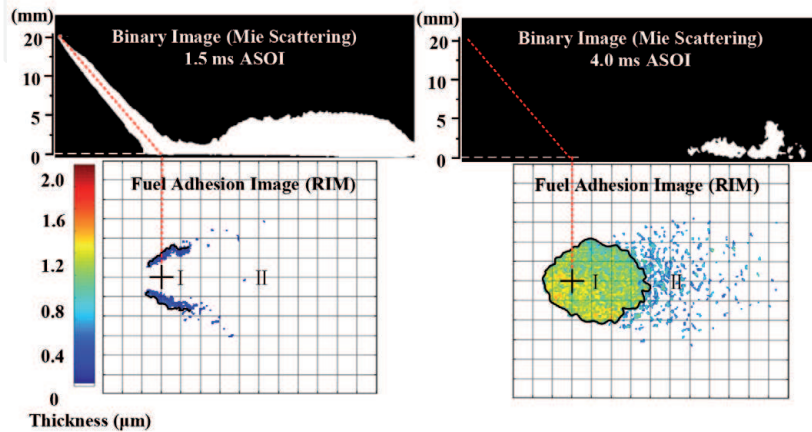 (mm)
20
10
5
0
Binary Image (Mie Scattering)
1.5 ms ASOI
(mm)
20
10
5
0
Binary Image (Mie Scattering)
4.0 ms ASOI
Fuel Adhesion Image (RIM)
I
II
2.0
1.6
1.2
0.8
0.4
0
Thickness (μm)
Fuel Adhesion Image (RIM)
I
II